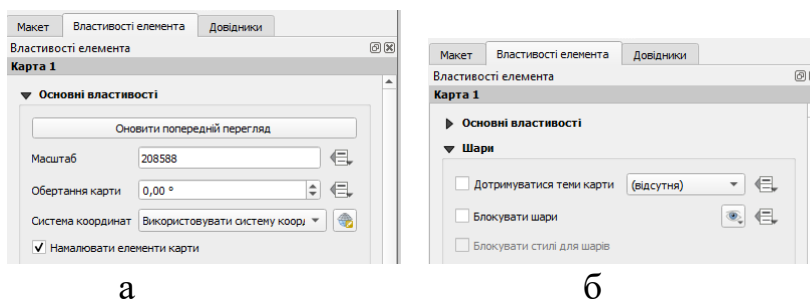 Макет Властивості елемента Довідники
Властивості елемента
Карта 1
Основні властивості
Оновити попередній перегляд
Масштаб 208588
Обертання карти 0,00 °
Система координат Використовувати систему коорд
Намалювати елементи карти
а
Макет Властивості елемента Довідники
Властивості елемента
Карта 1
Основні властивості
Шари
Дотримуватися теми карти (відсутня)
Блокувати шари
Блокувати стилі для шарів
б